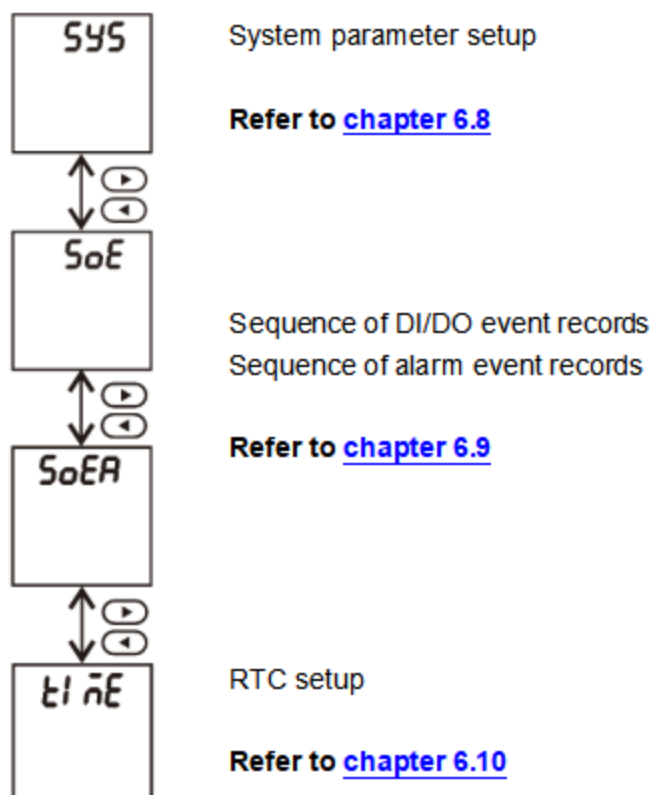 SYS
System parameter setup
Refer to chapter 6.8
SoE
Sequence of DI/DO event records
Sequence of alarm event records
Refer to chapter 6.9
SoEA
tImE
RTC setup
Refer to chapter 6.10